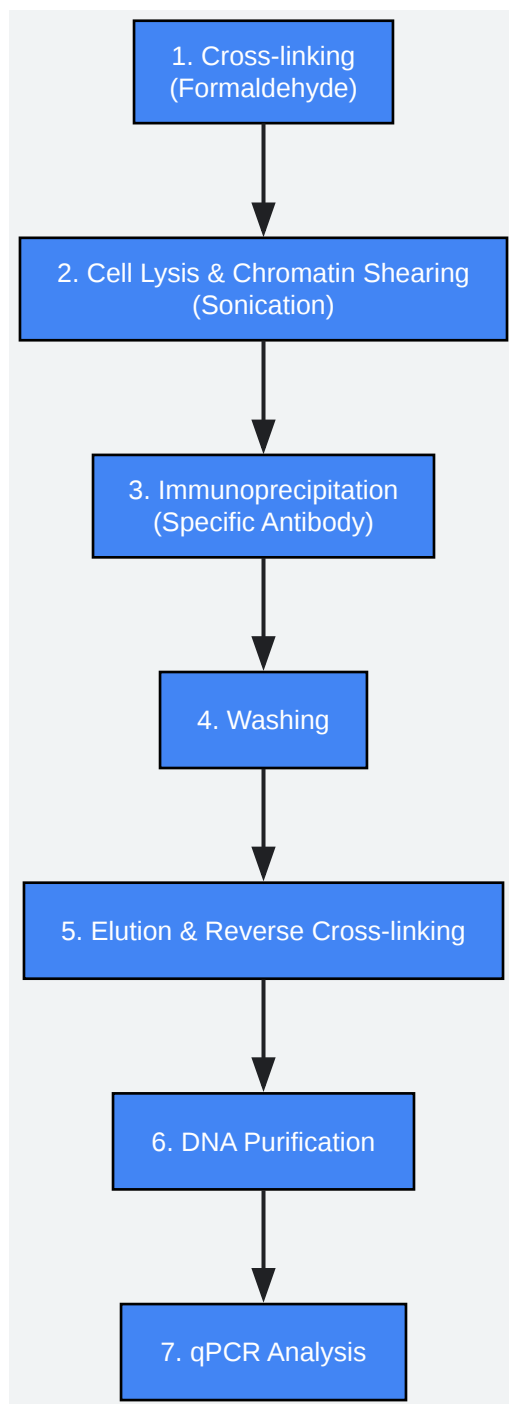 1. Cross-linking
(Formaldehyde)
2. Cell Lysis & Chromatin Shearing
(Sonication)
3. Immunoprecipitation
(Specific Antibody)
4. Washing
5. Elution & Reverse Cross-linking
6. DNA Purification
7. qPCR Analysis